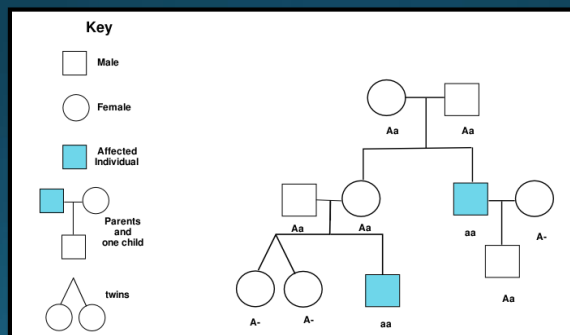 Key
Male
Female
Affected
Individual
Parents
and
one child
twins
Aa Aa
Aa Aa aa A-
Aa
A- A- aa